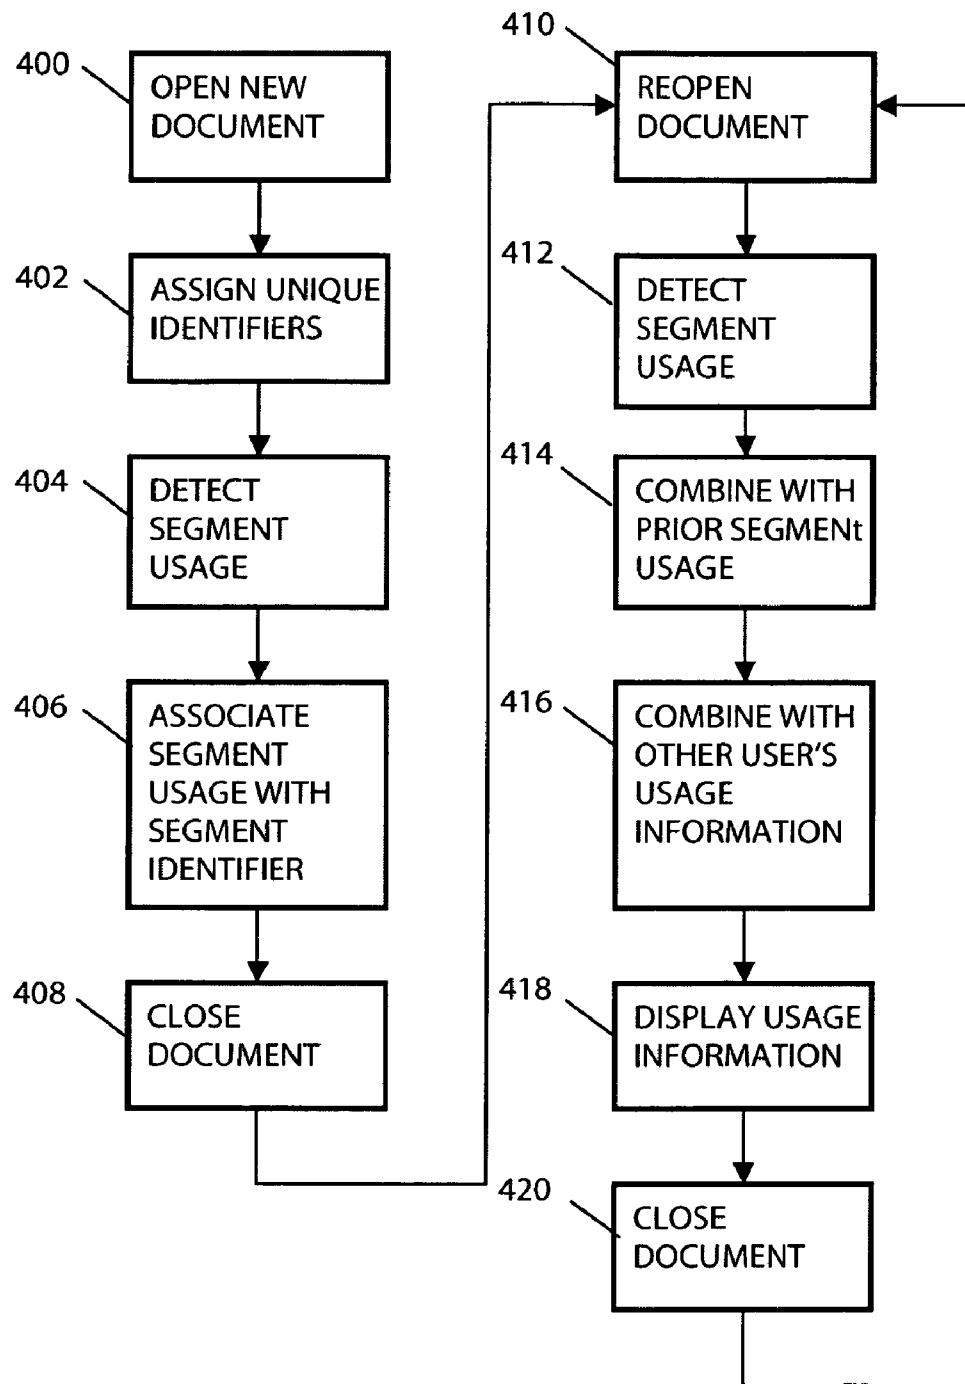 400
OPEN NEW
DOCUMENT
402
ASSIGN UNIQUE
IDENTIFIERS
404
DETECT
SEGMENT
USAGE
406
ASSOCIATE
SEGMENT
USAGE WITH
SEGMENT
IDENTIFIER
408
CLOSE
DOCUMENT
410
REOPEN
DOCUMENT
412
DETECT
SEGMENT
USAGE
414
COMBINE WITH
PRIOR SEGMENt
USAGE
416
COMBINE WITH
OTHER USER'S
USAGE
INFORMATION
418
DISPLAY USAGE
INFORMATION
420
CLOSE
DOCUMENT